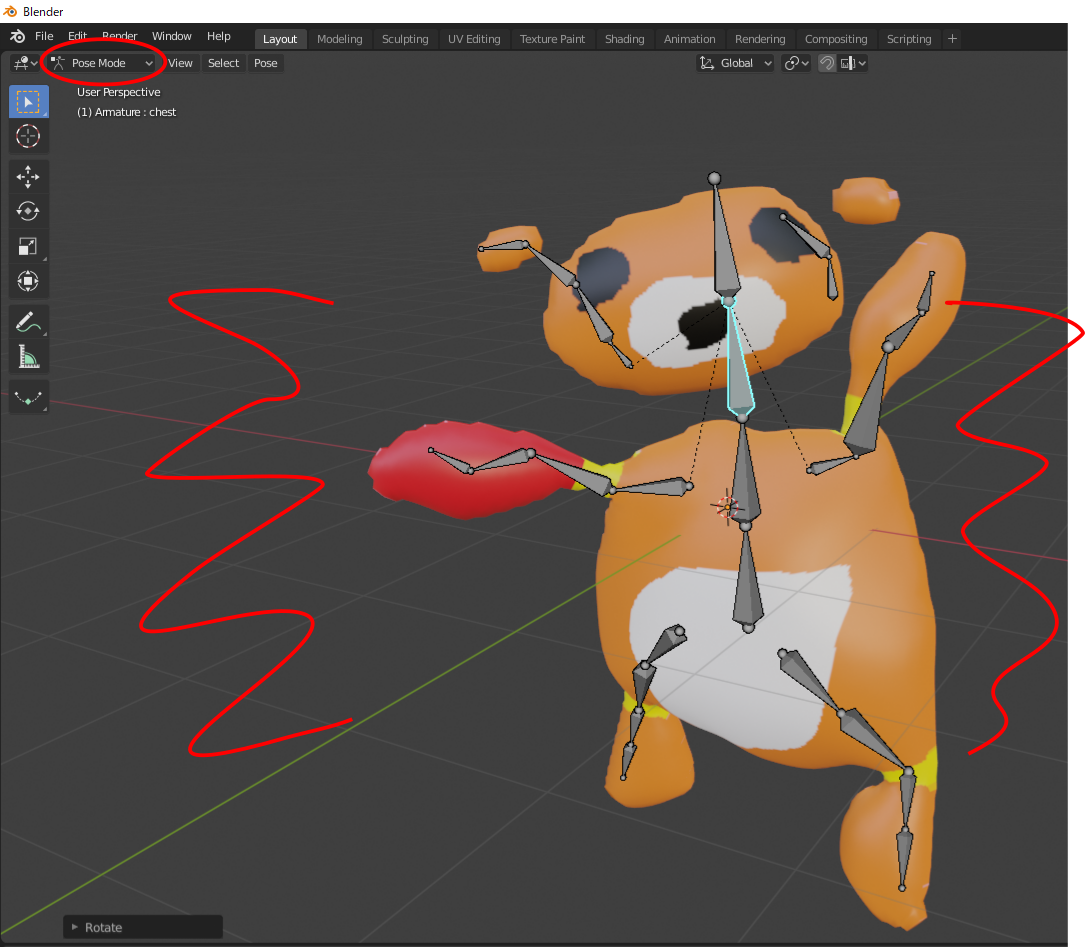 Blender
File Edit Render Window Help Layout Modeling Sculpting UV Editing Texture Paint Shading Animation Rendering Compositing Scripting +
Pose Mode View Select Pose Global
User Perspective
(1) Armature : chest
Rotate